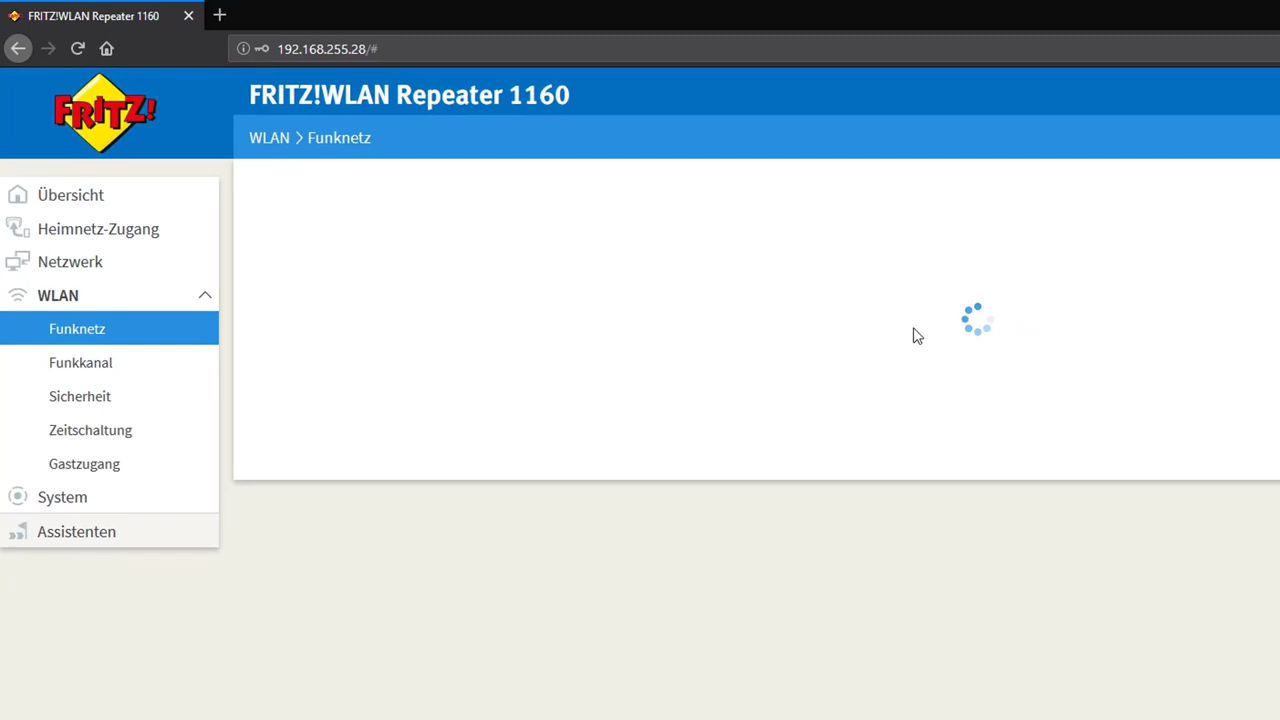 FRITZ!WLAN Repeater 1160
192.168.255.28/#
FRITZ!
FRITZ!WLAN Repeater 1160
WLAN > Funknetz
Übersicht
Heimnetz-Zugang
Netzwerk
WLAN
Funknetz
Funkkanal
Sicherheit
Zeitschaltung
Gastzugang
System
Assistenten